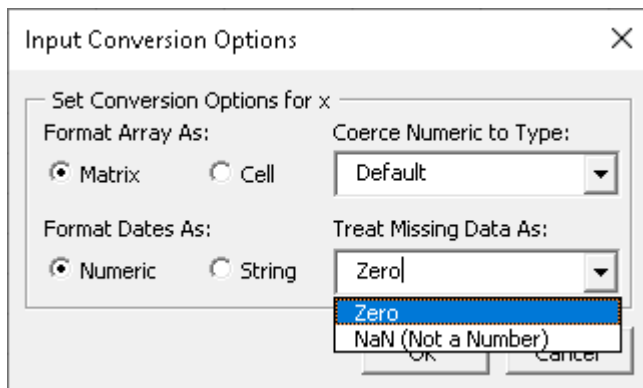 Input Conversion Options
Set Conversion Options for x
Format Array As:
Coerce Numeric to Type:
Matrix
Cell
Default
Format Dates As:
Treat Missing Data As:
Numeric
String
Zero
Zero
NaN (Not a Number)
OK
Cancel